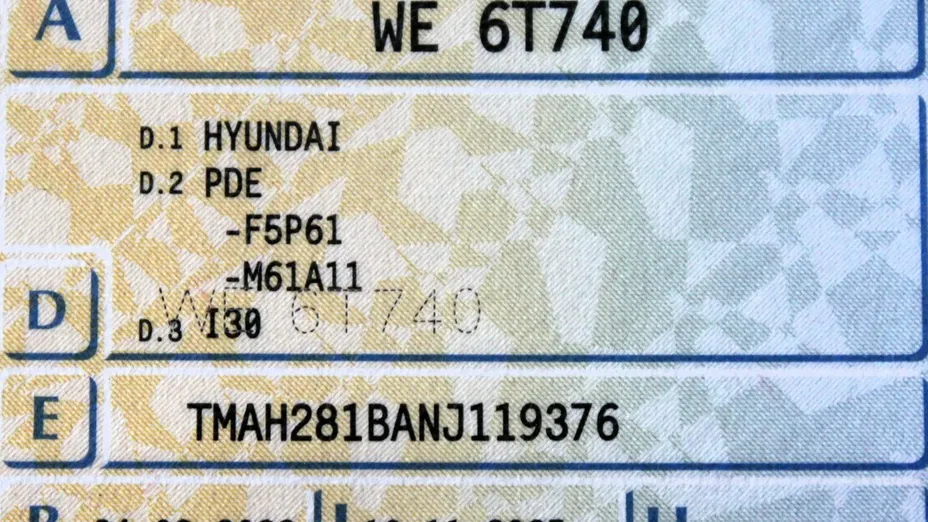 A WE 6T740
D.1 HYUNDAI
D.2 PDE
-F5P61
-M61A11
WE 6T740
D D.3 I30
E TMAH281BANJ119376
B